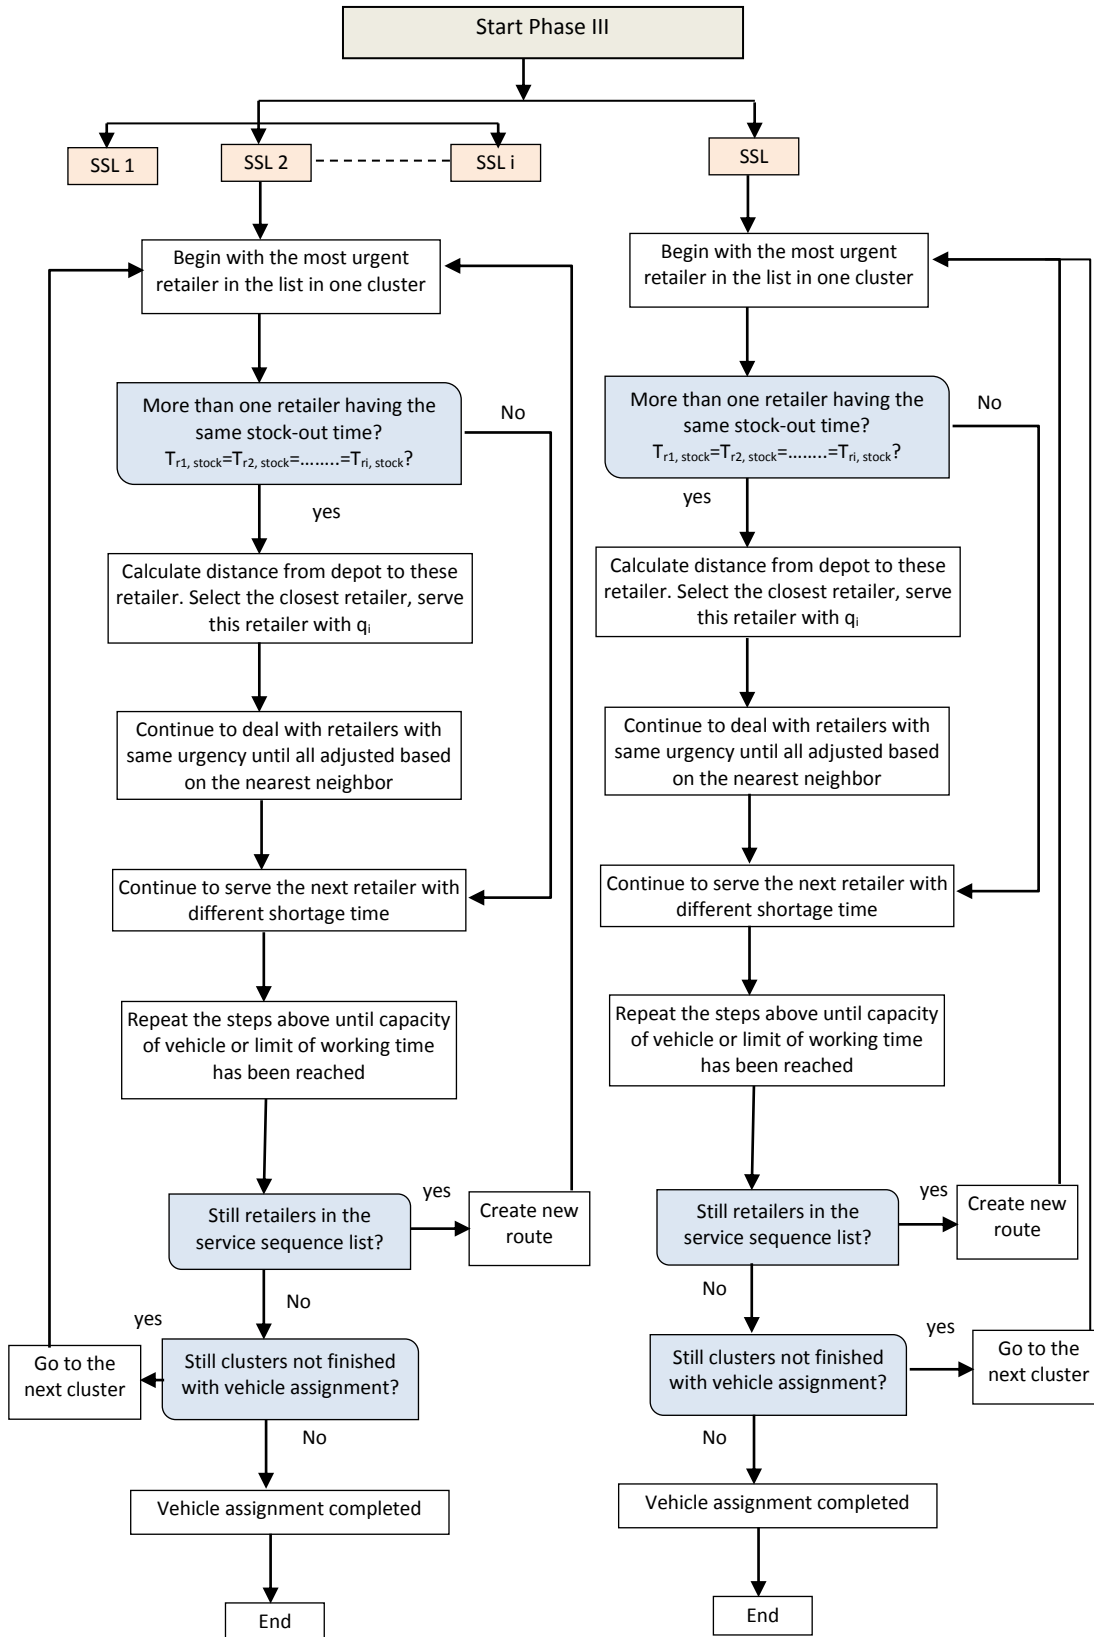 Start Phase III
SSL 1
SSL 2
SSL i
SSL
Begin with the most urgent
retailer in the list in one cluster
More than one retailer having the
same stock-out time?
Tr1, stock=Tr2, stock=........=Tri, stock?
No
yes
Calculate distance from depot to these
retailer. Select the closest retailer, serve
this retailer with qi
Continue to deal with retailers with
same urgency until all adjusted based
on the nearest neighbor
Continue to serve the next retailer with
different shortage time
Repeat the steps above until capacity
of vehicle or limit of working time
has been reached
Still retailers in the
service sequence list?
yes
Create new
route
No
Still clusters not finished
with vehicle assignment?
yes
Go to the
next cluster
No
Vehicle assignment completed
End
Begin with the most urgent
retailer in the list in one cluster
More than one retailer having the
same stock-out time?
Tr1, stock=Tr2, stock=........=Tri, stock?
No
yes
Calculate distance from depot to these
retailer. Select the closest retailer, serve
this retailer with qi
Continue to deal with retailers with
same urgency until all adjusted based
on the nearest neighbor
Continue to serve the next retailer with
different shortage time
Repeat the steps above until capacity
of vehicle or limit of working time
has been reached
Still retailers in the
service sequence list?
yes
Create new
route
No
Still clusters not finished
with vehicle assignment?
yes
Go to the
next cluster
No
Vehicle assignment completed
End